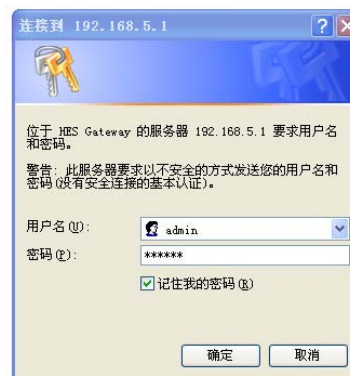 连接到 192.168.5.1
位于 HES Gateway 的服务器 192.168.5.1 要求用户名
和密码。
警告: 此服务器要求以不安全的方式发送您的用户名和
密码(没有安全连接的基本认证)。
用户名(U):
admin
密码(P):
******
记住我的密码(R)
确定
取消